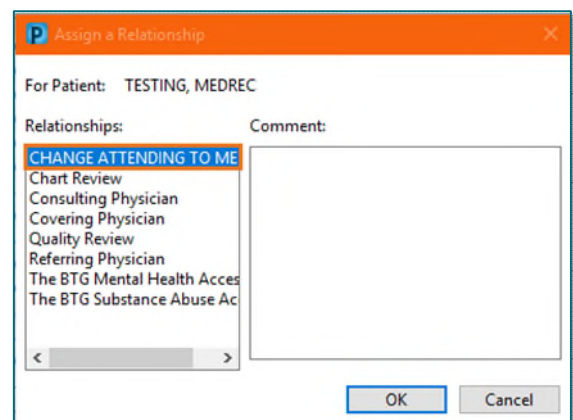 P Assign a Relationship
For Patient: TESTING, MEDREC
Relationships: Comment:
CHANGE ATTENDING TO ME
Chart Review
Consulting Physician
Covering Physician
Quality Review
Referring Physician
The BTG Mental Health Acces
The BTG Substance Abuse Ac
OK Cancel